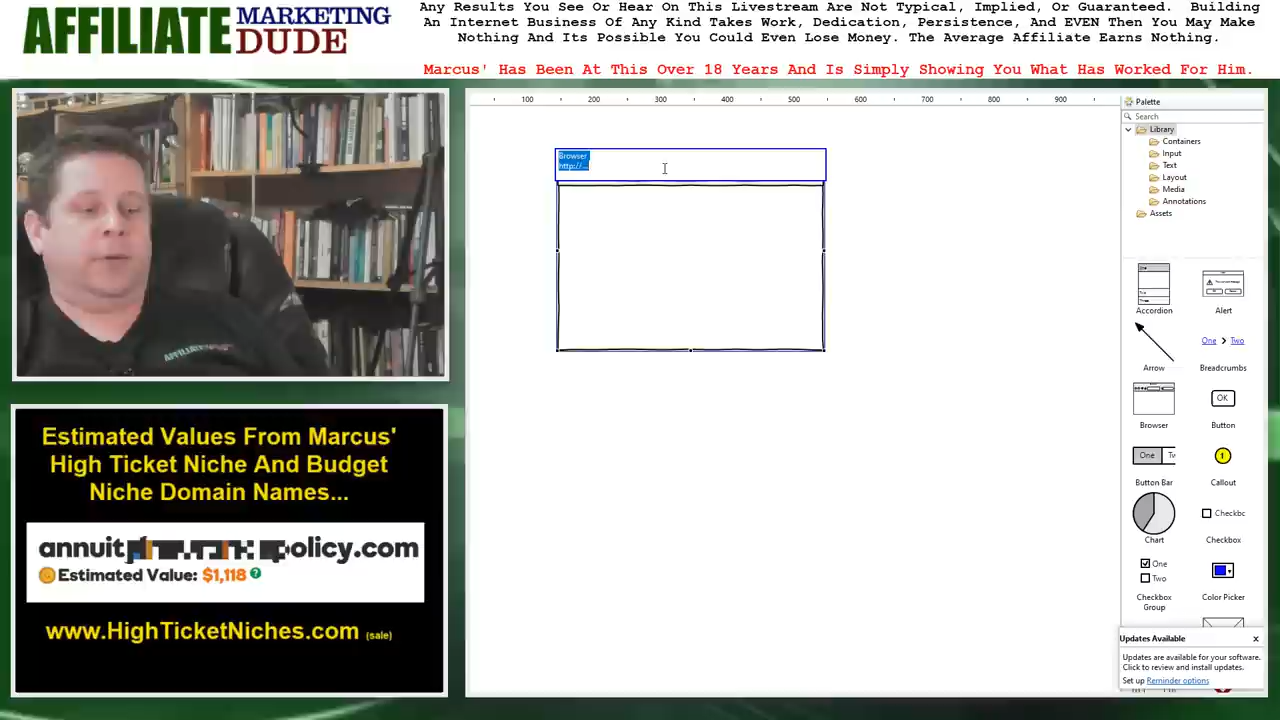 AFFILIATE
MARKETING
DUDE
Any Results You See Or Hear On This Livestream Are Not Typical, Implied, Or Guaranteed. Building
An Internet Business Of Any Kind Takes Work, Dedication, Persistence, And EVEN Then You May Make
Nothing And Its Possible You Could Even Lose Money. The Average Affiliate Earns Nothing.
Marcus' Has Been At This Over 18 Years And Is Simply Showing You What Has Worked For Him.
100 200 300 400 500 600 700 800 900
Browser
http://...
Palette
Search
Library
Containers
Input
Text
Layout
Media
Annotations
Assets
Accordion
Alert
One > Two
Arrow
Breadcrumbs
OK
Browser
Button
One
1
Button Bar
Callout
Checkbc
Chart
Checkbox
One
Two
Checkbox
Group
Color Picker
Updates Available x
Updates are available for your software.
Click to review and install updates.
Set up Reminder options
Estimated Values From Marcus'
High Ticket Niche And Budget
Niche Domain Names...
olicy.com
Estimated Value: $1,118 ?
www.HighTicketNiches.com (sale)